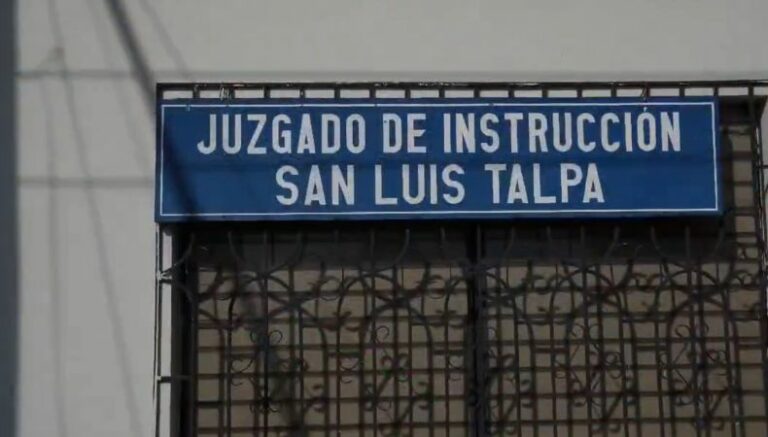 JUZGADO DE INSTRUCCIÓN
SAN LUIS TALPA